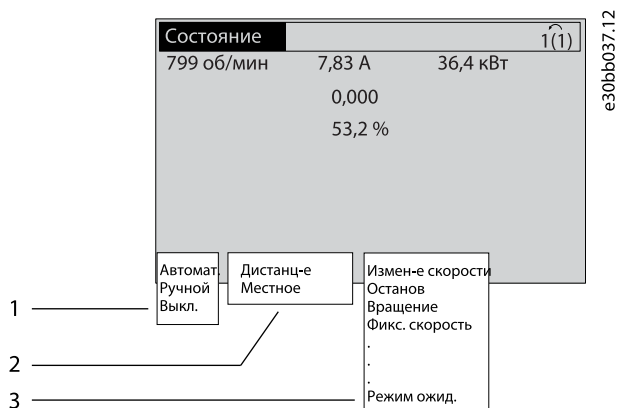 Состояние
1(1)
799 об/мин 7,83 A 36,4 кВт
0,000
53,2 %
Автомат.
Ручной
Выкл.
Дистанц-е
Местное
Измен-е скорости
Останов
Вращение
Фикс. скорость
.
.
.
Режим ожид.
1
2
3
e30bb037.12